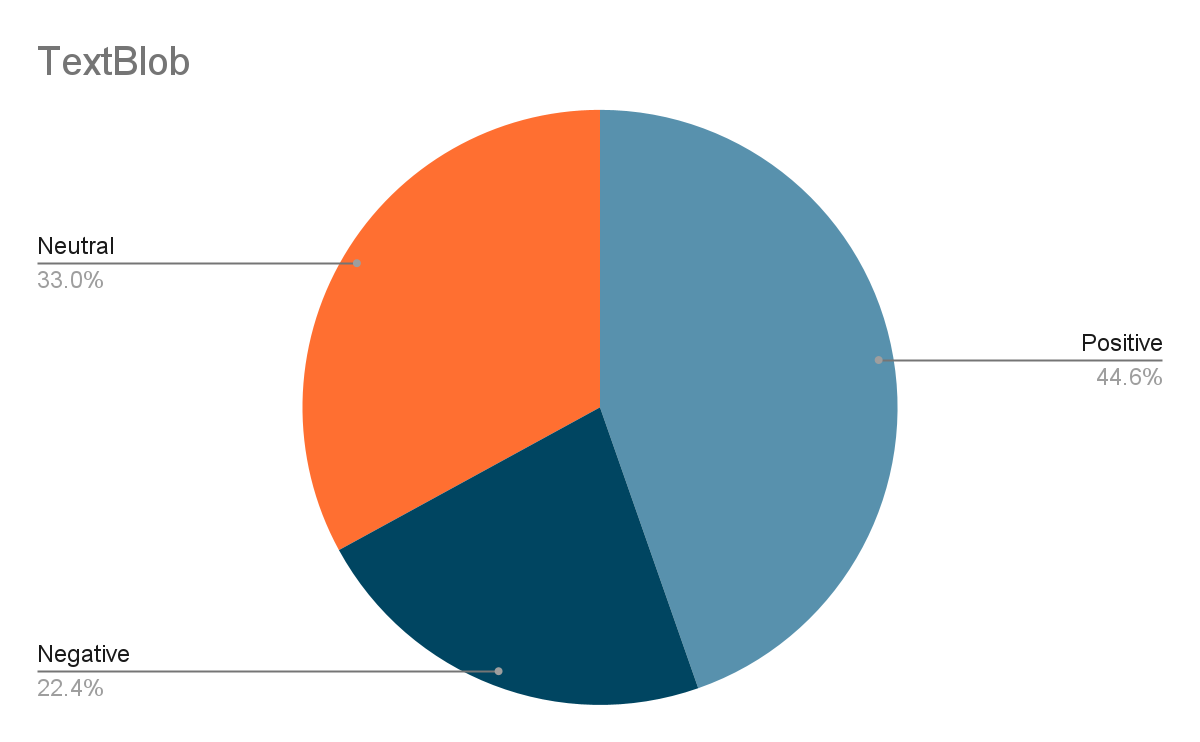 TextBlob
Neutral
33.0%
Positive
44.6%
Negative
22.4%